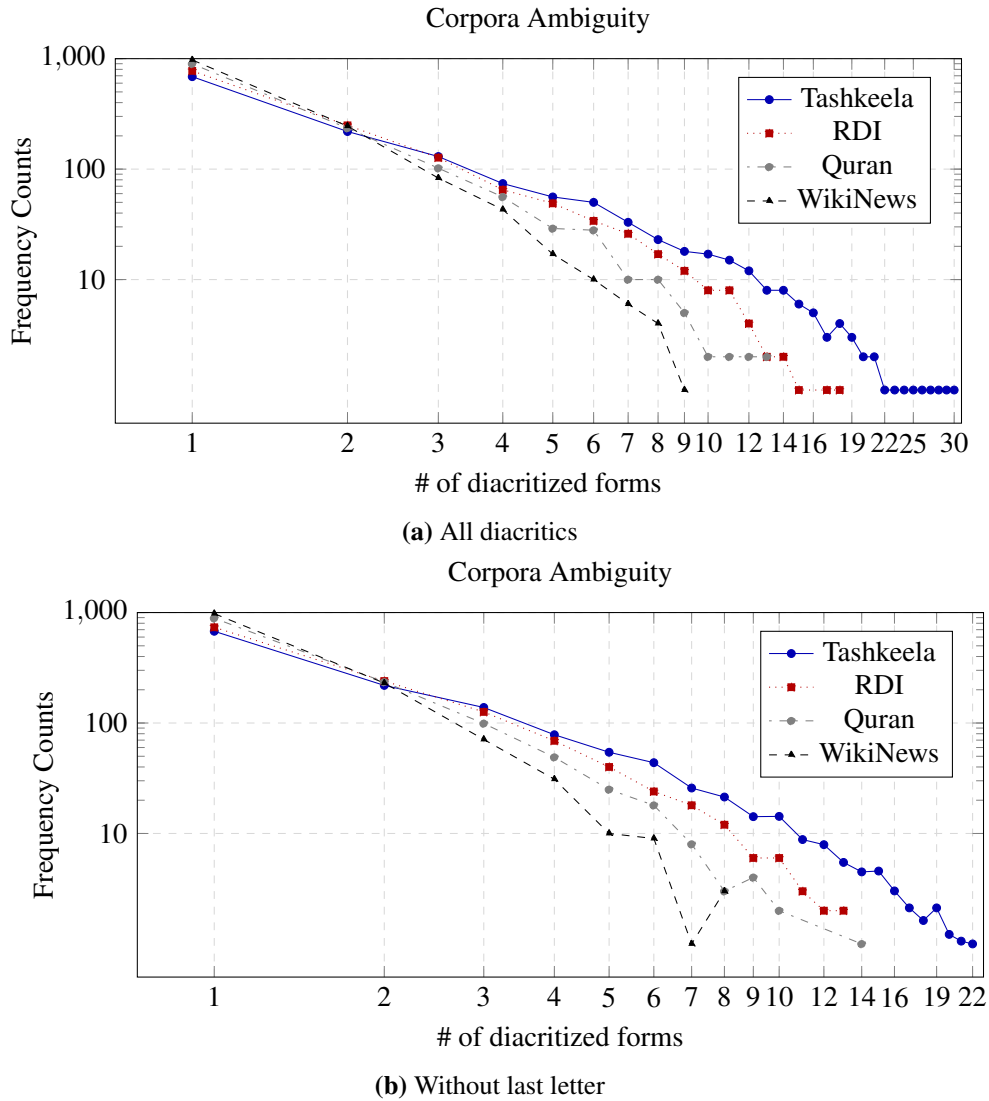 Corpora Ambiguity
1,000
100
10
Frequency Counts
Tashkeela
RDI
Quran
WikiNews
1 2 3 4 5 6 7 8 9 10 12 14 16 19 22 25 30
# of diacritized forms
(a) All diacritics
Corpora Ambiguity
1,000
100
10
Frequency Counts
Tashkeela
RDI
Quran
WikiNews
1 2 3 4 5 6 7 8 9 10 12 14 16 19 22
# of diacritized forms
(b) Without last letter